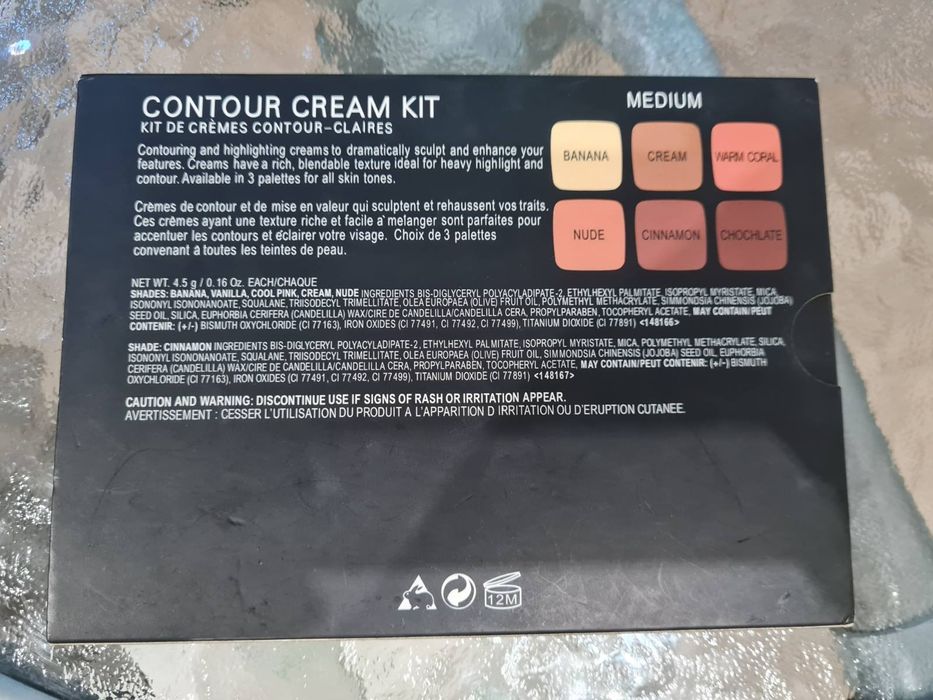 CONTOUR CREAM KIT
KIT DE CRÈMES CONTOUR-CLAIRES
Contouring and highlighting creams to dramatically sculpt and enhance your
features. Creams have a rich, blendable texture ideal for heavy highlight and
contour. Available in 3 palettes for all skin tones.
Crèmes de contour et de mise en valeur qui sculptent et rehaussent vos traits.
Ces crèmes ayant une texture riche et facile a mélanger sont parfaites pour
accentuer les contours et éclairer votre visage. Choix de 3 palettes
convenant à toutes les teintes de peau.
MEDIUM
BANANA CREAM WARM CORAL
NUDE CINNAMON CHOCHLATE
NET WT. 4.5 g / 0.16 Oz. EACH/CHAQUE
SHADES: BANANA, VANILLA, COOL PINK, CREAM, NUDE INGREDIENTS BIS-DIGLYCERYL POLYACYLADIPATE-2, ETHYLHEXYL PALMITATE, ISOPROPYL MYRISTATE, MICA,
ISONONYL ISONONANOATE, SQUALANE, TRIISODECYL TRIMELLITATE, OLEA EUROPAEA (OLIVE) FRUIT OIL, POLYMETHYL METHACRYLATE, SIMMONDSIA CHINENSIS (JOJOBA)
SEED OIL, SILICA, EUPHORBIA CERIFERA (CANDELILLA) WAX/CIRE DE CANDELILLA/CANDELILLA CERA, PROPYLPARABEN, TOCOPHERYL ACETATE, MAY CONTAIN/PEUT
CONTENIR: (+/-) BISMUTH OXYCHLORIDE (CI 77163), IRON OXIDES (CI 77491, CI 77492, CI 77499), TITANIUM DIOXIDE (CI 77891) <148166>
SHADE: CINNAMON INGREDIENTS BIS-DIGLYCERYL POLYACYLADIPATE-2, ETHYLHEXYL PALMITATE, ISOPROPYL MYRISTATE, MICA, POLYMETHYL METHACRYLATE, SILICA,
ISONONYL ISONONANOATE, SQUALANE, TRIISODECYL TRIMELLITATE, OLEA EUROPAEA (OLIVE) FRUIT OIL, SIMMONDSIA CHINENSIS (JOJOBA) SEED OIL, EUPHORBIA
CERIFERA (CANDELILLA) WAX/CIRE DE CANDELILLA/CANDELILLA CERA, PROPYLPARABEN, TOCOPHERYL ACETATE, MAY CONTAIN/PEUT CONTENIR: (+/-) BISMUTH
OXYCHLORIDE (CI 77163), IRON OXIDES (CI 77491, CI 77492, CI 77499), TITANIUM DIOXIDE (CI 77891) <148167>
CAUTION AND WARNING: DISCONTINUE USE IF SIGNS OF RASH OR IRRITATION APPEAR.
AVERTISSEMENT : CESSER L'UTILISATION DU PRODUIT A L'APPARITION D IRRITATION OU D'ERUPTION CUTANEE.
12M